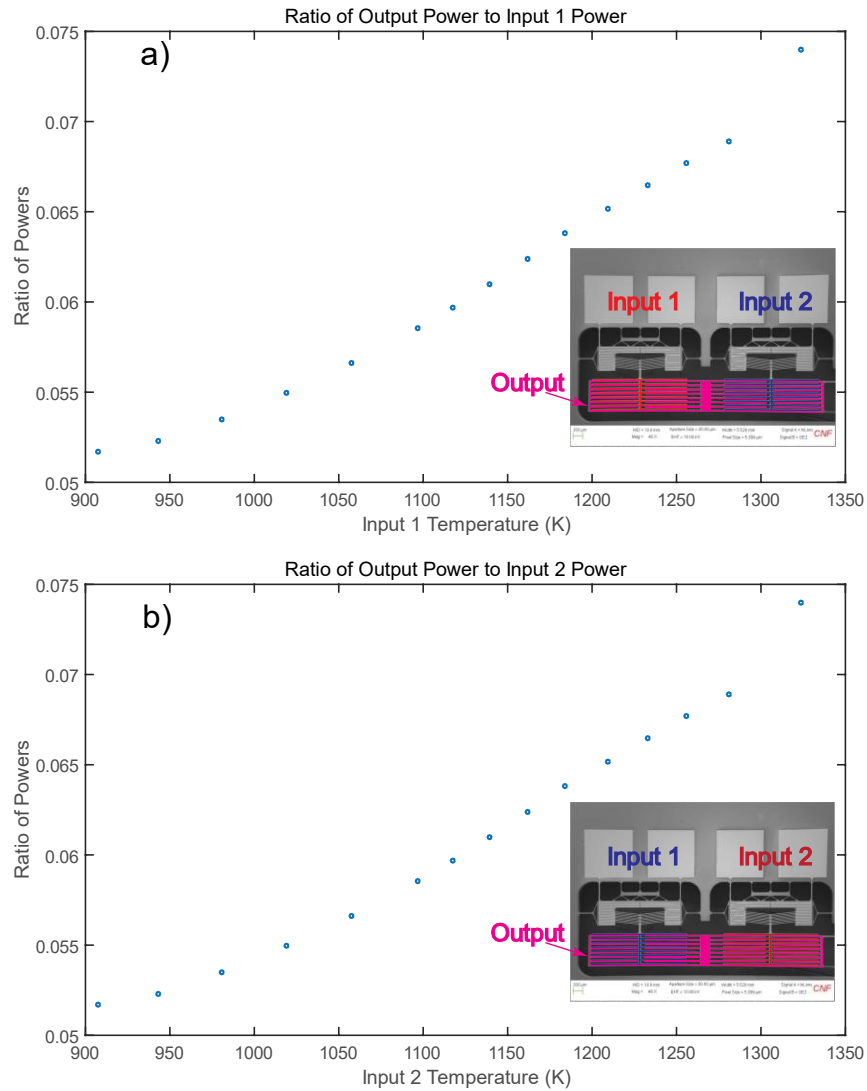 Ratio of Output Power to Input 1 Power
a)
0.075
0.07
0.065
0.06
0.055
0.05
Ratio of Powers
900 950 1000 1050 1100 1150 1200 1250 1300 1350
Input 1 Temperature (K)
Input 1 Input 2
Output
CNF
Ratio of Output Power to Input 2 Power
b)
0.075
0.07
0.065
0.06
0.055
0.05
Ratio of Powers
900 950 1000 1050 1100 1150 1200 1250 1300 1350
Input 2 Temperature (K)
Input 1 Input 2
Output
CNF